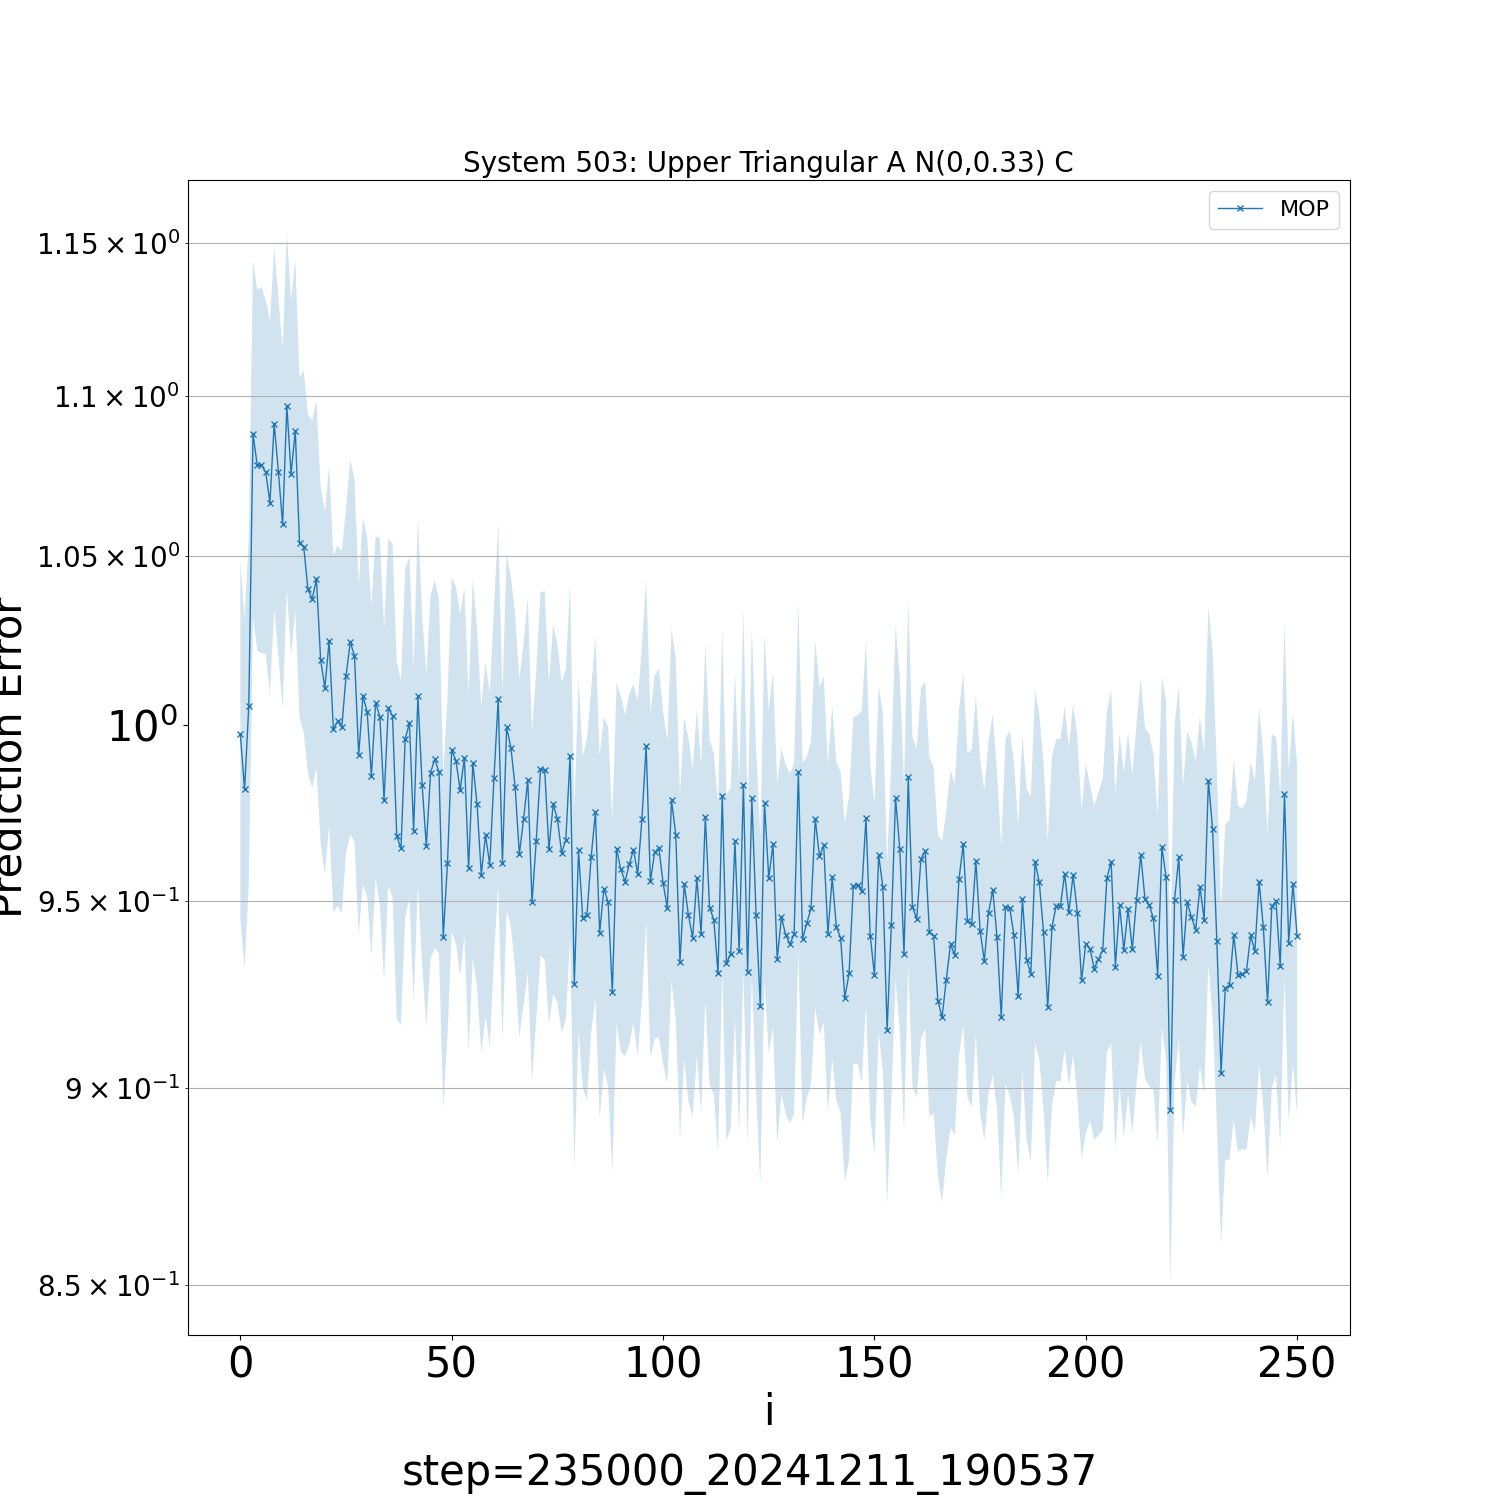 System 503: Upper Triangular A N(0,0.33) C
MOP
1.15 × 10⁰
1.1 × 10⁰
1.05 × 10⁰
10⁰
9.5 × 10⁻¹
9 × 10⁻¹
8.5 × 10⁻¹
Prediction Error
0 50 100 150 200 250
i
step=235000_20241211_190537